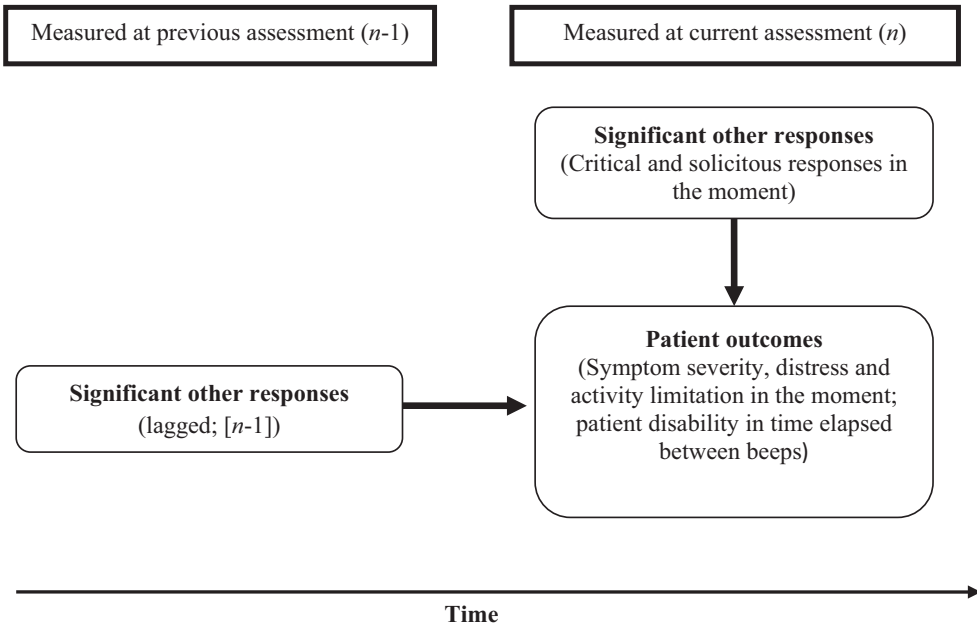 Measured at previous assessment (n-1)
Measured at current assessment (n)
Significant other responses
(Critical and solicitous responses in
the moment)
Patient outcomes
(Symptom severity, distress and
activity limitation in the moment;
patient disability in time elapsed
between beeps)
Significant other responses
(lagged; [n-1])
Time